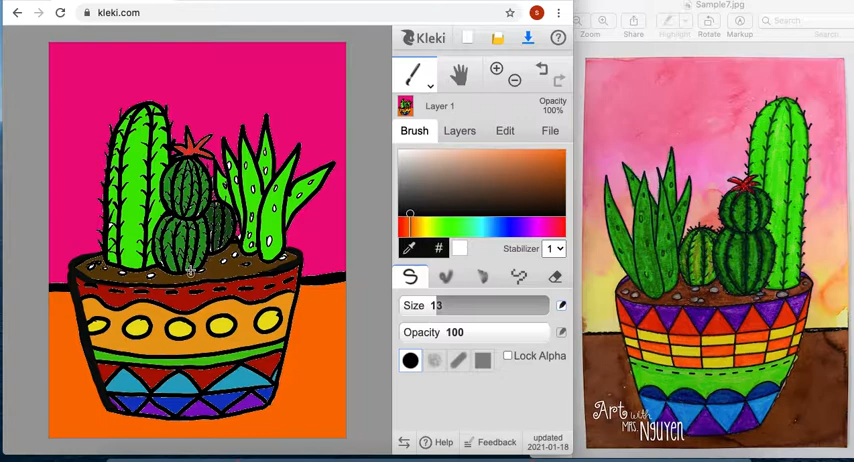 kleki.com
S
Sample7.jpg
Zoom
Share
Highlight
Rotate
Markup
Search
Search
Kleki
Layer 1
Opacity
100%
Brush
Layers
Edit
File
#
Stabilizer
1
Size 13
Opacity 100
Lock Alpha
Help
Feedback
updated
2021-01-18
Art with
Mrs.
Nguyen